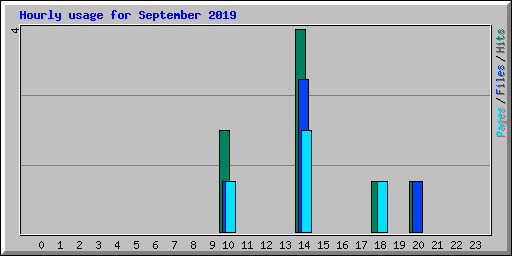 Hourly usage for September 2019
4
Pages/Files/Hits
0 1 2 3 4 5 6 7 8 9 10 11 12 13 14 15 16 17 18 19 20 21 22 23